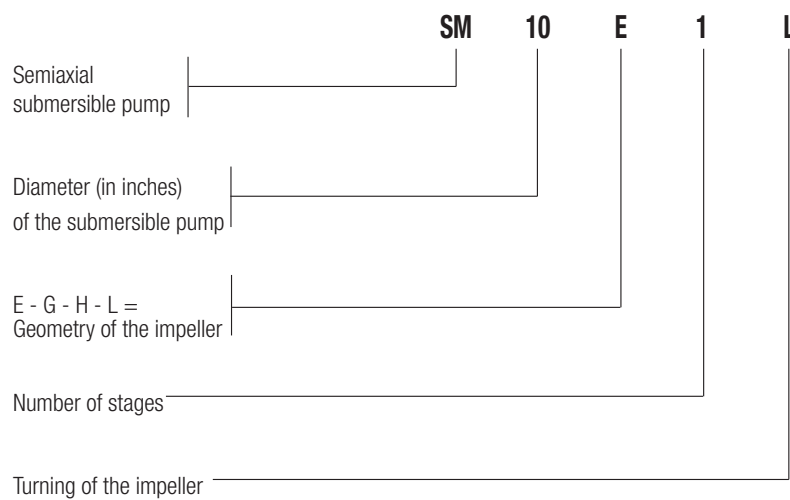 SM 10 E 1 L
Semiaxial
submersible pump
Diameter (in inches)
of the submersible pump
E - G - H - L =
Geometry of the impeller
Number of stages
Turning of the impeller